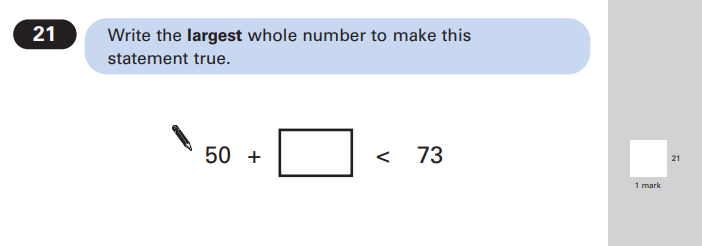 21
Write the largest whole number to make this
statement true.
50 + < 73
21
1 mark